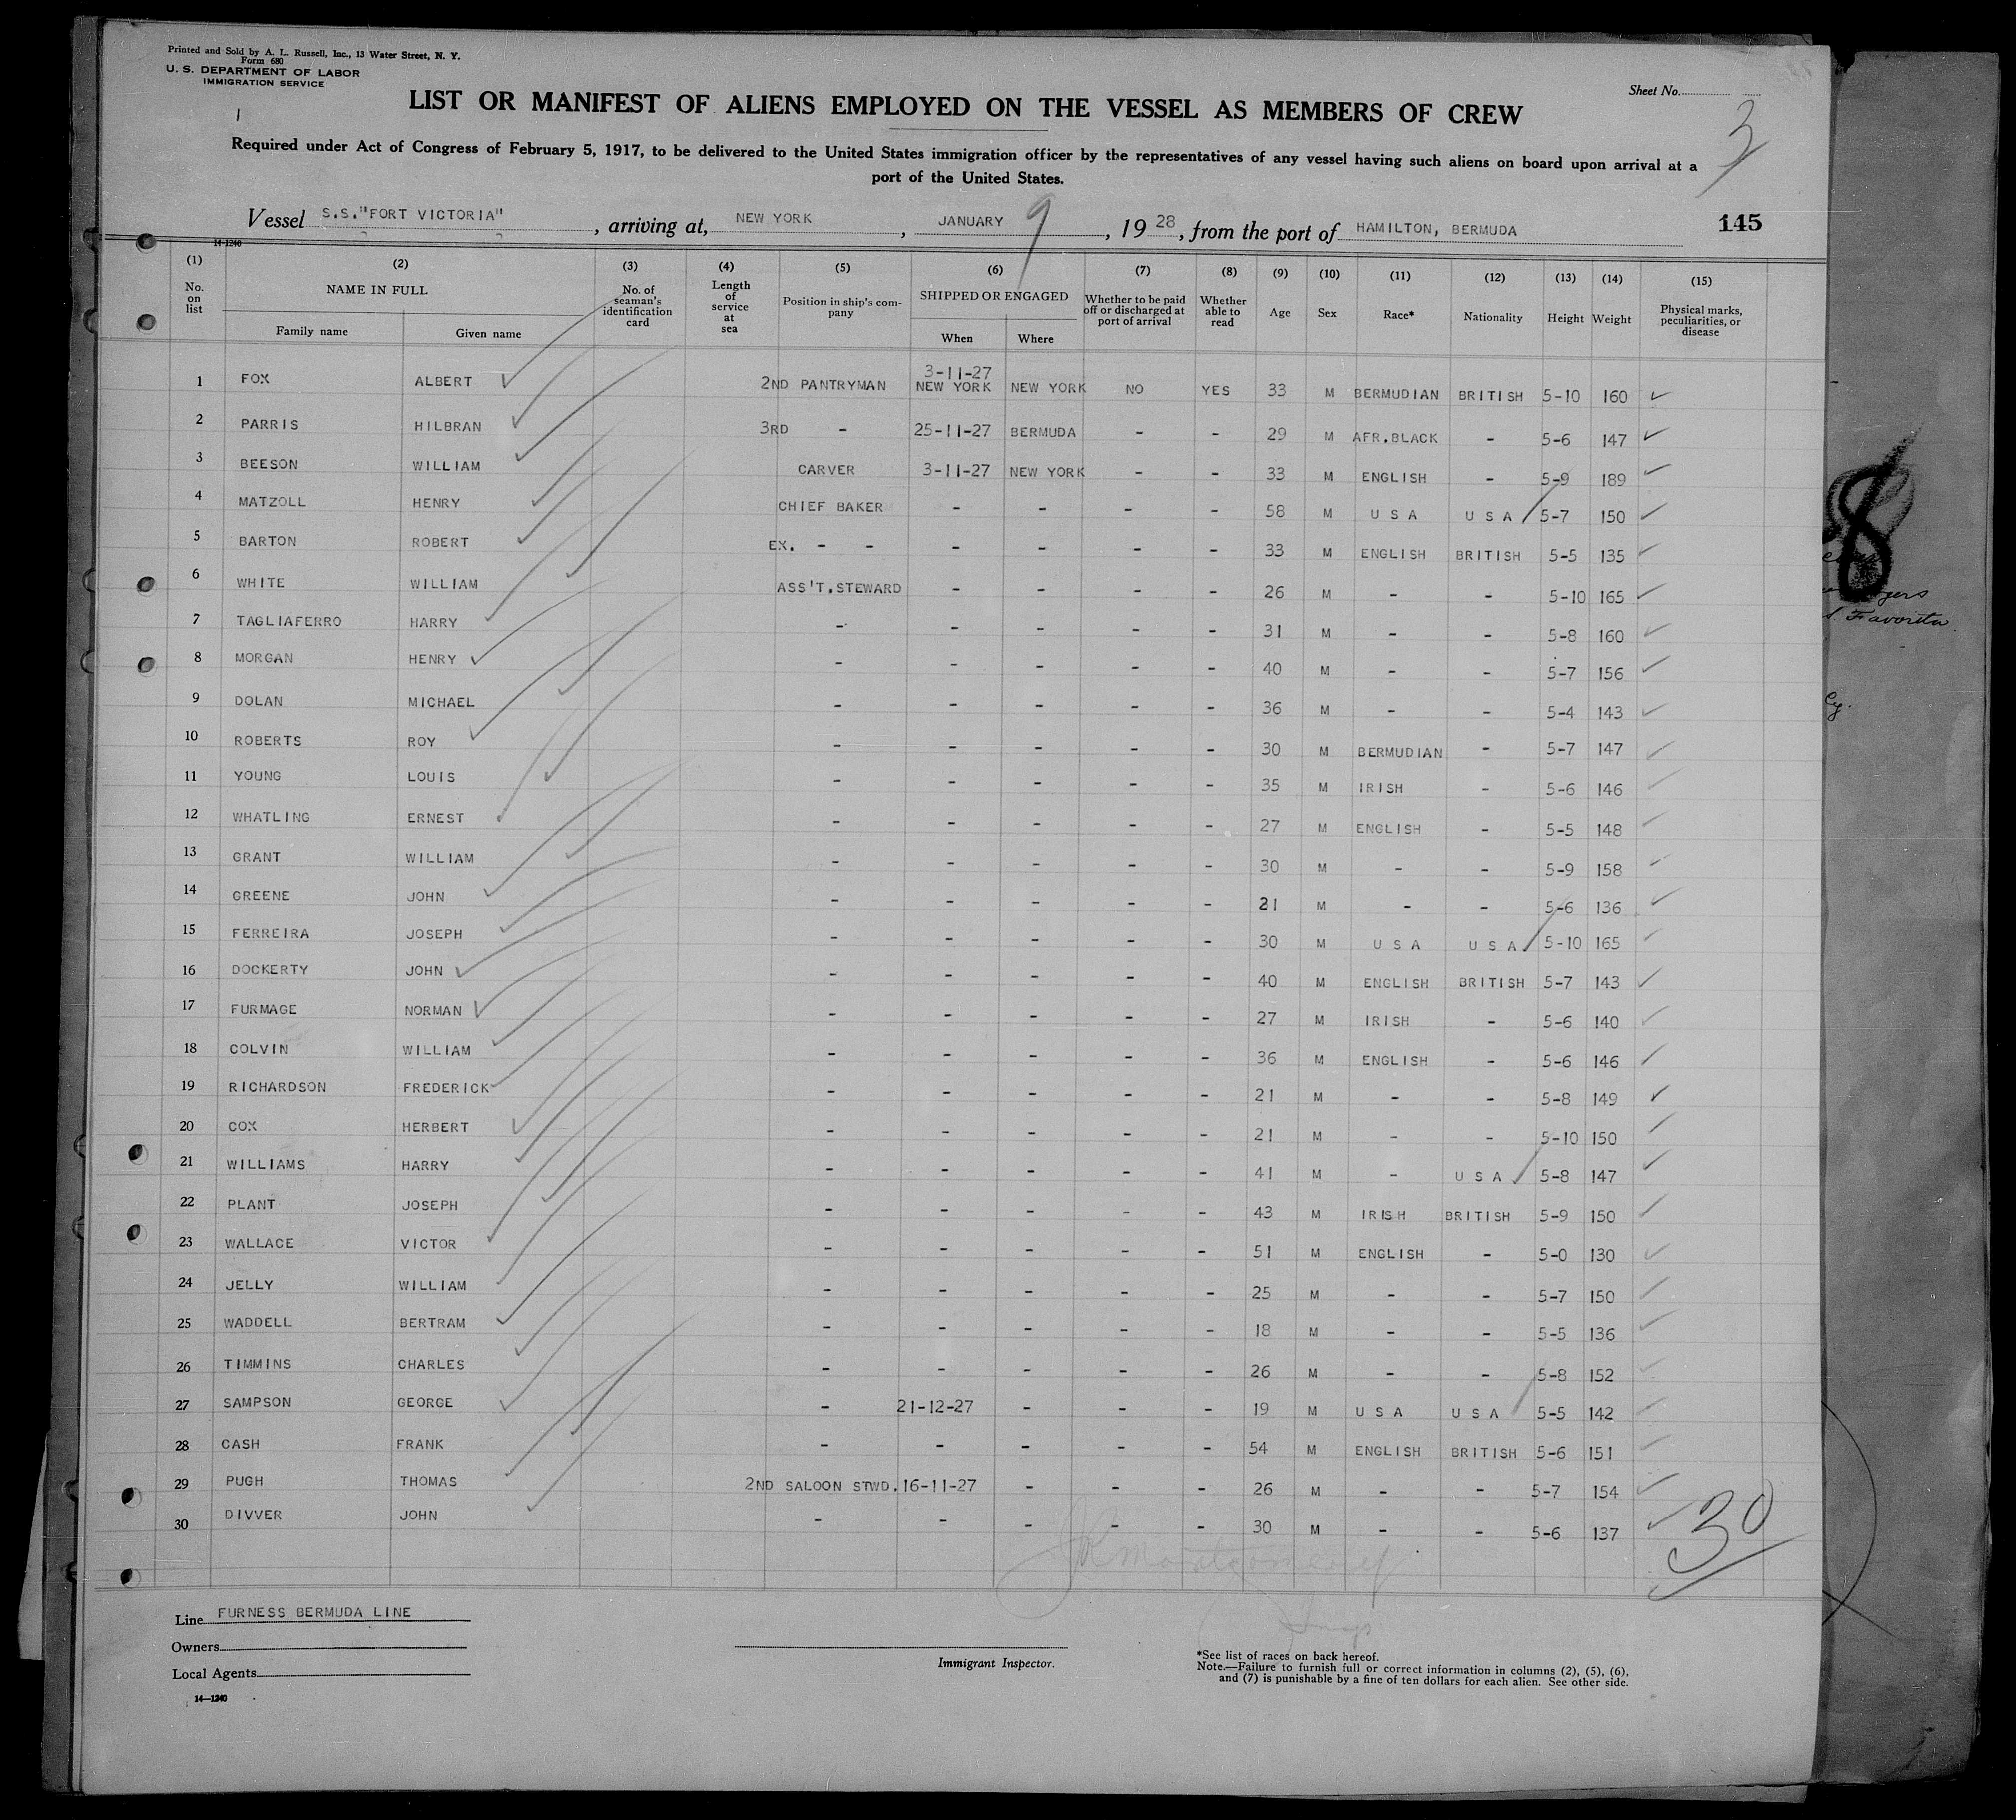 Printed and Sold by A. L. Russell, Inc., 13 Water Street, N. Y.
Form 680
U. S. DEPARTMENT OF LABOR
IMMIGRATION SERVICE
Sheet No.
3
1
LIST OR MANIFEST OF ALIENS EMPLOYED ON THE VESSEL AS MEMBERS OF CREW
Required under Act of Congress of February 5, 1917, to be delivered to the United States immigration officer by the representatives of any vessel having such aliens on board upon arrival at a
port of the United States.
Vessel S.S."FORT VICTORIA", arriving at, NEW YORK, JANUARY 9, 1928, from the port of HAMILTON, BERMUDA 145
14-1240
(1) (2) (3) (4) (5) (6) (7) (8) (9) (10) (11) (12) (13) (14) (15)
No. on list NAME IN FULL Family name Given name No. of seaman's identification card Length of service at sea Position in ship's company SHIPPED OR ENGAGED When Where Whether to be paid off or discharged at port of arrival Whether able to read Age Sex Race* Nationality Height Weight Physical marks, peculiarities, or disease
3-11-27
1 FOX ALBERT 2ND PANTRYMAN NEW YORK NEW YORK NO YES 33 M BERMUDIAN BRITISH 5-10 160
2 PARRIS HILBRAN 3RD - 25-11-27 BERMUDA - - 29 M AFR.BLACK - 5-6 147
3 BEESON WILLIAM CARVER 3-11-27 NEW YORK - - 33 M ENGLISH - 5-9 189
4 MATZOLL HENRY CHIEF BAKER - - - - 58 M U S A U S A 5-7 150
5 BARTON ROBERT EX. - - - - - - 33 M ENGLISH BRITISH 5-5 135
6 WHITE WILLIAM ASS'T.STEWARD - - - - 26 M - - 5-10 165
7 TAGLIAFERRO HARRY - - - - - 31 M - - 5-8 160
8 MORGAN HENRY - - - - - 40 M - - 5-7 156
9 DOLAN MICHAEL - - - - - 36 M - - 5-4 143
10 ROBERTS ROY - - - - - 30 M BERMUDIAN - 5-7 147
11 YOUNG LOUIS - - - - - 35 M IRISH - 5-6 146
12 WHATLING ERNEST - - - - - 27 M ENGLISH - 5-5 148
13 GRANT WILLIAM - - - - - 30 M - - 5-9 158
14 GREENE JOHN - - - - - 21 M - - 5-6 136
15 FERREIRA JOSEPH - - - - - 30 M U S A U S A 5-10 165
16 DOCKERTY JOHN - - - - - 40 M ENGLISH BRITISH 5-7 143
17 FURMAGE NORMAN - - - - - 27 M IRISH - 5-6 140
18 COLVIN WILLIAM - - - - - 36 M ENGLISH - 5-6 146
19 RICHARDSON FREDERICK - - - - - 21 M - - 5-8 149
20 COX HERBERT - - - - - 21 M - - 5-10 150
21 WILLIAMS HARRY - - - - - 41 M - U S A 5-8 147
22 PLANT JOSEPH - - - - - 43 M IRISH BRITISH 5-9 150
23 WALLACE VICTOR - - - - - 51 M ENGLISH - 5-0 130
24 JELLY WILLIAM - - - - - 25 M - - 5-7 150
25 WADDELL BERTRAM - - - - - 18 M - - 5-5 136
26 TIMMINS CHARLES - - - - - 26 M - - 5-8 152
27 SAMPSON GEORGE - 21-12-27 - - - 19 M U S A U S A 5-5 142
28 CASH FRANK - - - - - 54 M ENGLISH BRITISH 5-6 151
29 PUGH THOMAS 2ND SALOON STWD. 16-11-27 - - - 26 M - - 5-7 154
30 DIVVER JOHN - - - - - 30 M - - 5-6 137
30
Line FURNESS BERMUDA LINE
Owners
Local Agents
14—1240
Immigrant Inspector.
*See list of races on back hereof.
Note.—Failure to furnish full or correct information in columns (2), (5), (6),
and (7) is punishable by a fine of ten dollars for each alien. See other side.
8
Favorita